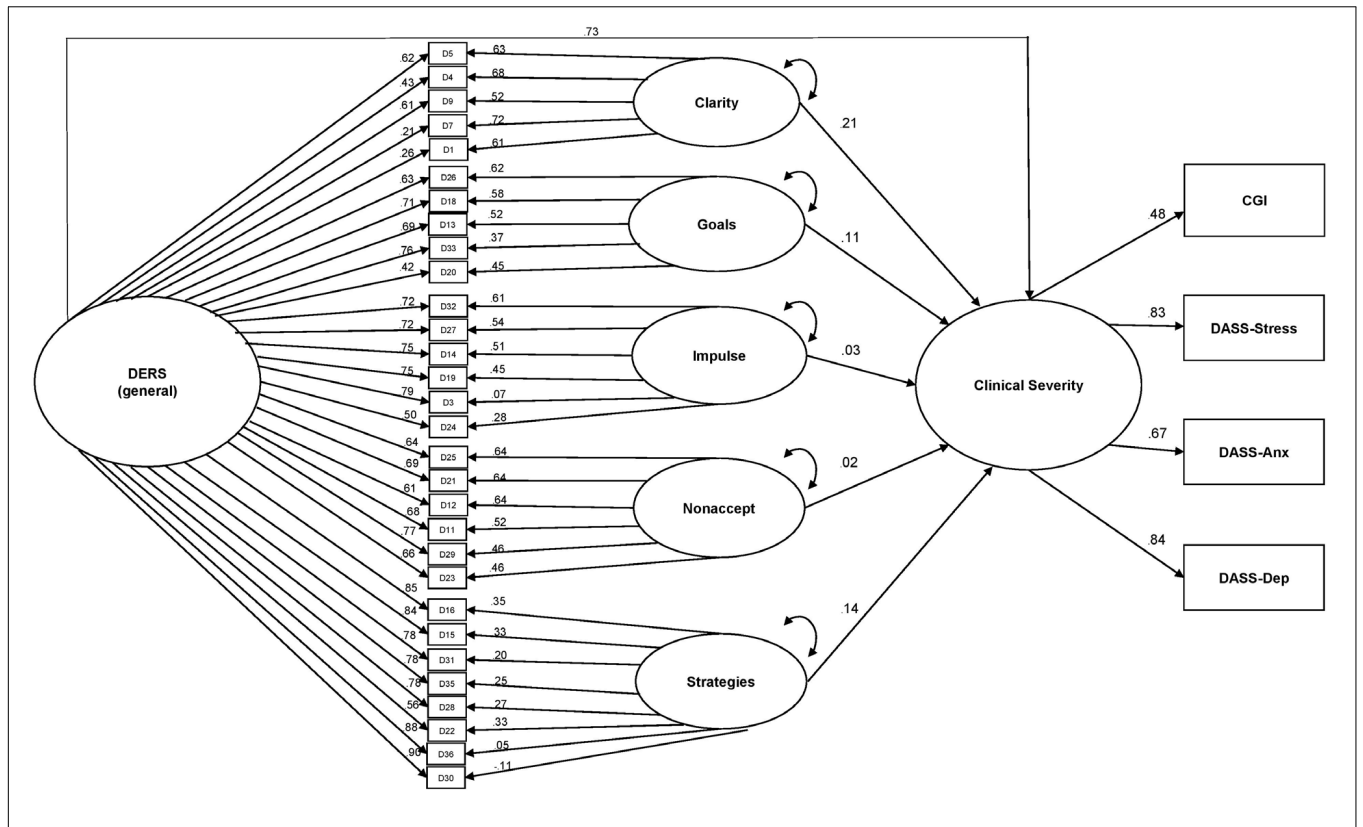 .73
.62
D5
.63
.43
D4
.68
.61
D9
.52
.21
D7
.72
.26
D1
.61
Clarity
.21
.63
D26
.62
.71
D18
.58
.69
D13
.52
.76
D33
.37
.42
D20
.45
Goals
.11
.72
D32
.61
.72
D27
.54
.75
D14
.51
.75
D19
.45
.79
D3
.07
.50
D24
.28
Impulse
.03
.64
D25
.64
.69
D21
.64
.61
D12
.64
.68
D11
.52
.77
D29
.46
.66
D23
.46
Nonaccept
.02
.85
D16
.35
.84
D15
.33
.78
D31
.20
.78
D35
.25
.78
D28
.27
.56
D22
.33
.88
D36
.05
.90
D30
-.11
Strategies
.14
DERS
(general)
Clinical Severity
.48
CGI
.83
DASS-Stress
.67
DASS-Anx
.84
DASS-Dep